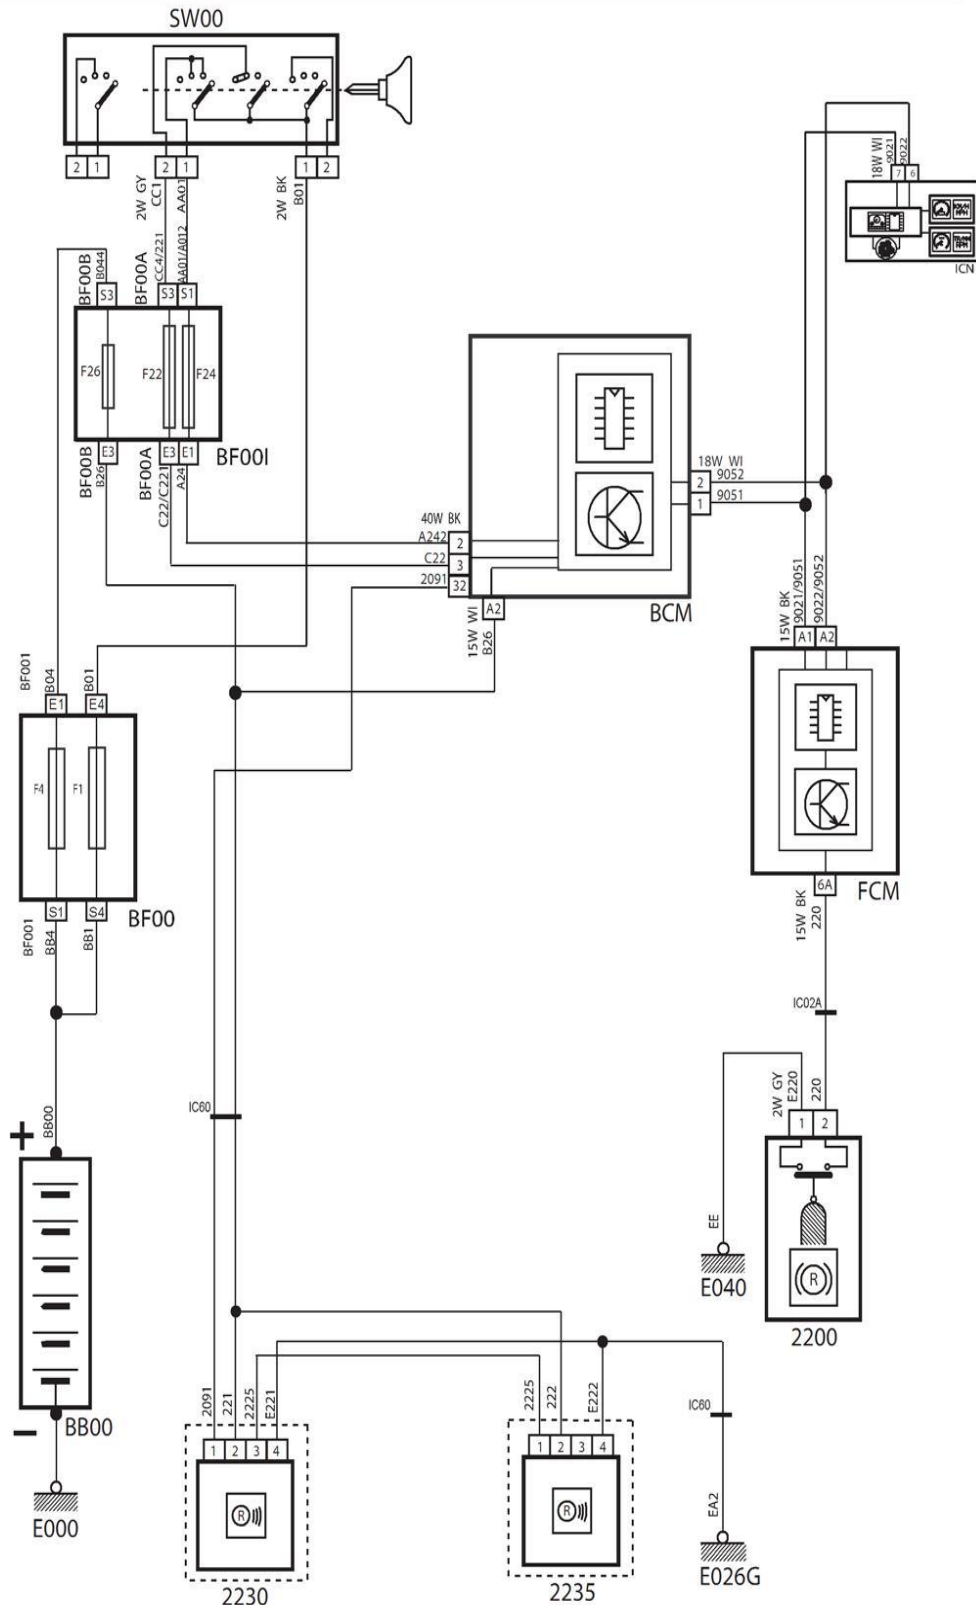 SW00
2 1
2 1
1 2
2W GY
CC1
AA01
2W BK
B01
18W WI
9021
9022
7 6
ICN
BF00B
B044
BF00A
CC4/221
AA01/A012
S3
S3 S1
F26
F22
F24
E3
E3 E1
BF00I
BF00B
B26
BF00A
C22/C221
A24
18W WI
9052
2
9051
1
40W BK
A242
2
C22
3
2091
32
A2
BCM
15W WI
B26
15W BK
9021/9051
9022/9052
A1 A2
BF001
B04
B01
E1 E4
F4
F1
S1 S4
BF00
BF001
BB4
BB1
6A
FCM
15W BK
220
IC02A
2W GY
E220
220
1 2
IC60
BB00
+
R
EE
E040
2200
2091
221
2225
E221
2225
222
E222
IC60
BB00
−
1 2 3 4
1 2 3 4
R
R
EA2
E000
2230
2235
E026G